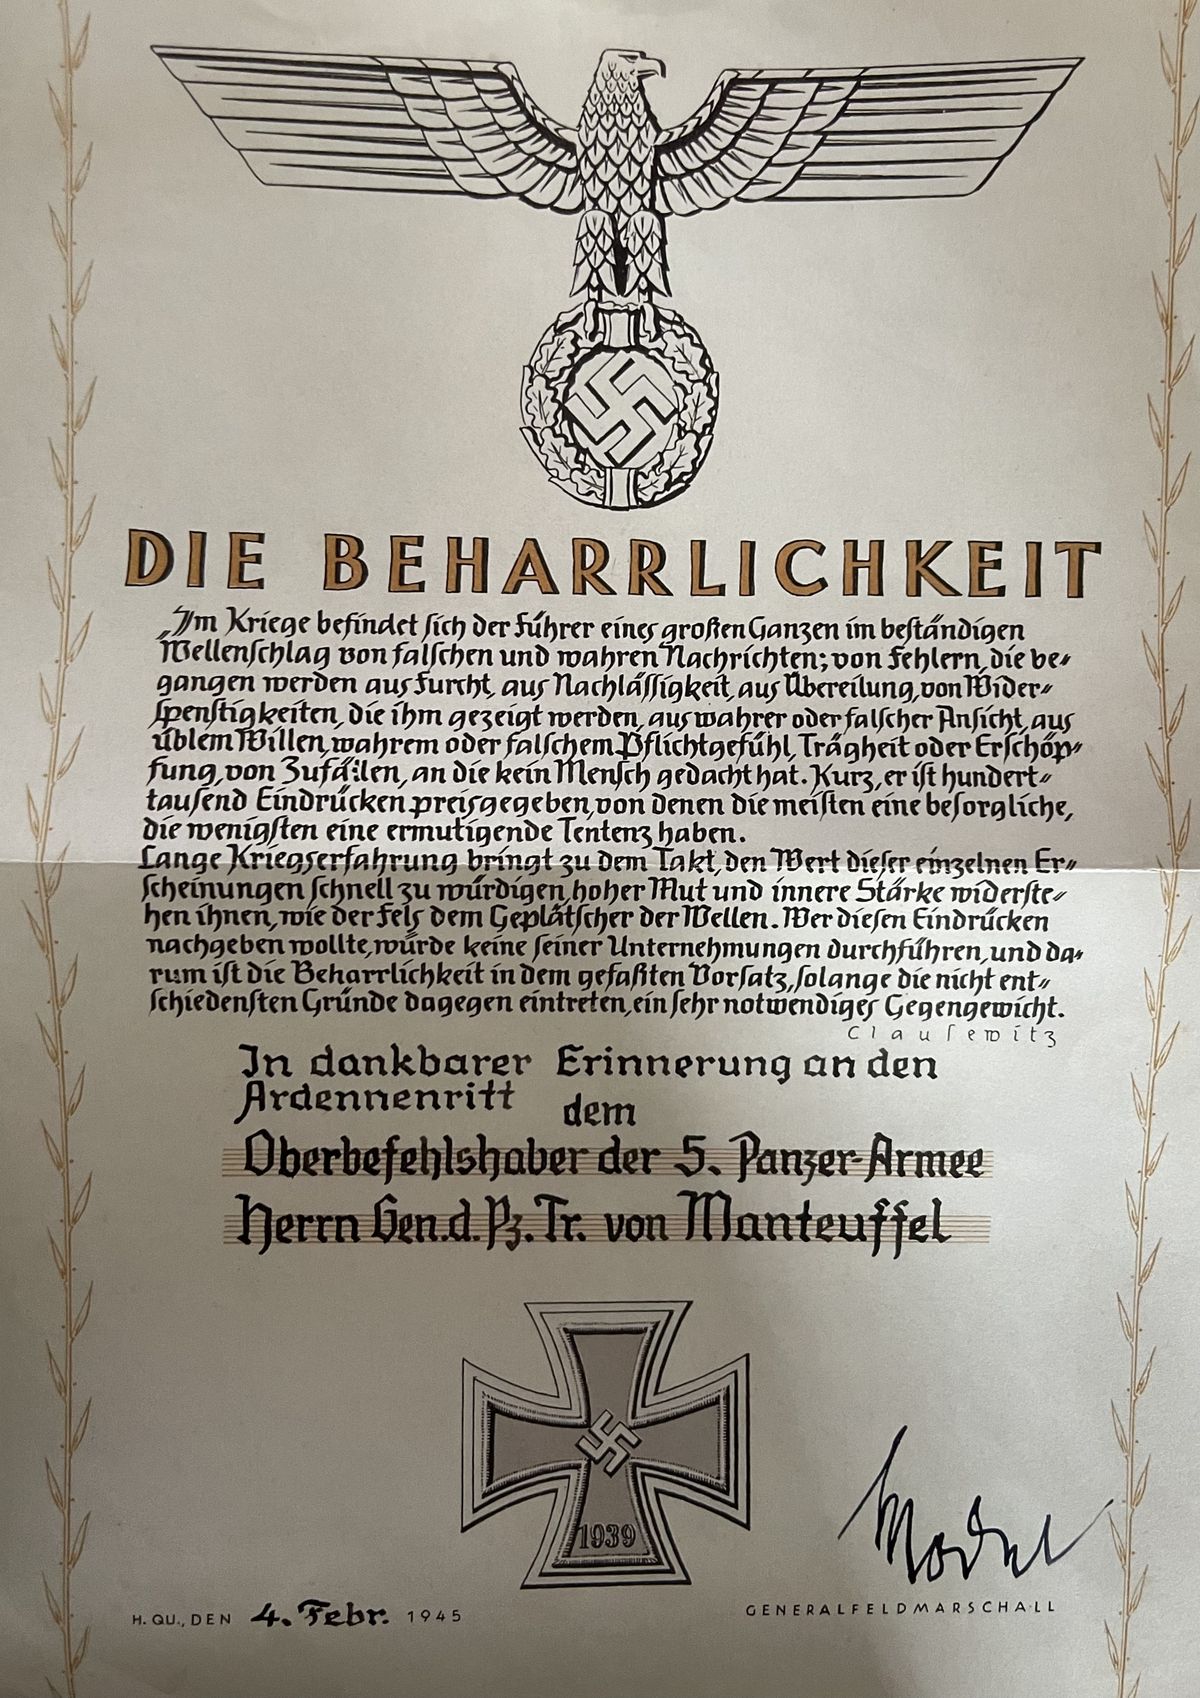 DIE BEHARRLICHKEIT
„Im Kriege befindet sich der Führer eines großen Ganzen im beständigen
Wellenschlag von falschen und wahren Nachrichten; von Fehlern, die be-
gangen werden aus Furcht, aus Nachlässigkeit, aus Übereilung, von Wider-
spenstigkeiten, die ihm gezeigt werden, aus wahrer oder falscher Ansicht, aus
üblem Willen, wahrem oder falschem Pflichtgefühl, Trägheit oder Erschöp-
fung, von Zufällen, an die kein Mensch gedacht hat. Kurz, er ist hundert-
tausend Eindrücken preisgegeben, von denen die meisten eine besorgliche,
die wenigsten eine ermutigende Tentenz haben.
Lange Kriegserfahrung bringt zu dem Takt, den Wert dieser einzelnen Er-
scheinungen schnell zu würdigen, hoher Mut und innere Stärke widerste-
hen ihnen, wie der Fels dem Geplätscher der Wellen. Wer diesen Eindrücken
nachgeben wollte, würde keine seiner Unternehmungen durchführen, und da-
rum ist die Beharrlichkeit in dem gefaßten Vorsatz, solange die nicht ent-
schiedensten Gründe dagegen eintreten, ein sehr notwendiges Gegengewicht.
Clausewitz
In dankbarer Erinnerung an den
Ardennenritt dem
Oberbefehlshaber der 5. Panzer-Armee
Herrn Gen.d.Pz.Tr. von Manteuffel
1939
Model
H. QU., DEN 4. Febr. 1945
GENERALFELDMARSCHALL